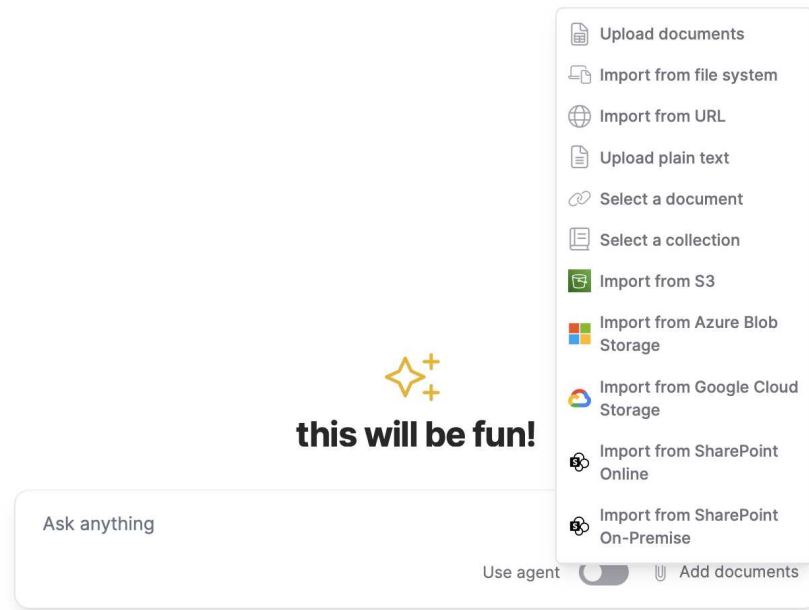 Upload documents
Import from file system
Import from URL
Upload plain text
Select a document
Select a collection
Import from S3
Import from Azure Blob
Storage
Import from Google Cloud
Storage
Import from SharePoint
Online
Import from SharePoint
On-Premise
this will be fun!
Ask anything
Use agent
Add documents